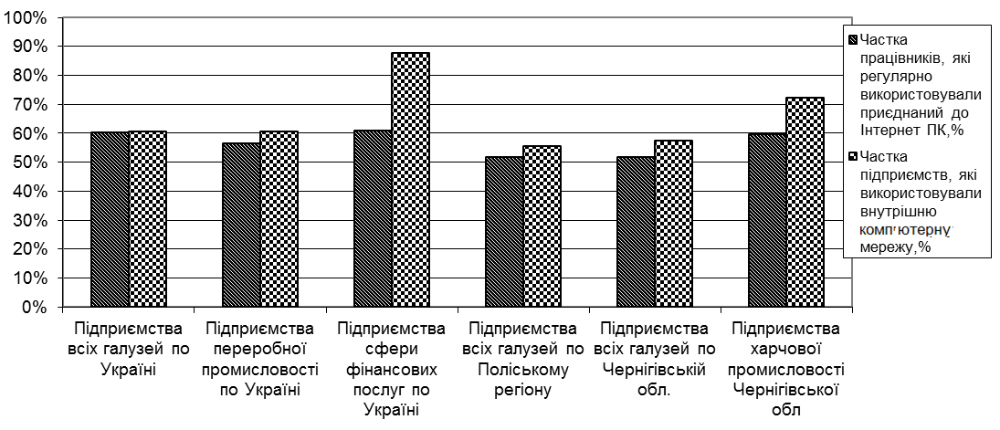 100%
90%
80%
70%
60%
50%
40%
30%
20%
10%
0%
Підприємства
всіх галузей по
Україні
Підприємства
переробної
промисловості
по Україні
Підприємства
сфери
фінансових
послуг по
Україні
Підприємства
всіх галузей по
Поліському
регіону
Підприємства
всіх галузей по
Чернігівській
обл.
Підприємства
харчової
промисловості
Чернігівської
обл
Частка
працівників, які
регулярно
використовували
приєднаний до
Інтернет ПК,%
Частка
підприємств, які
використовували
внутрішню
комп'ютерну
мережу,%